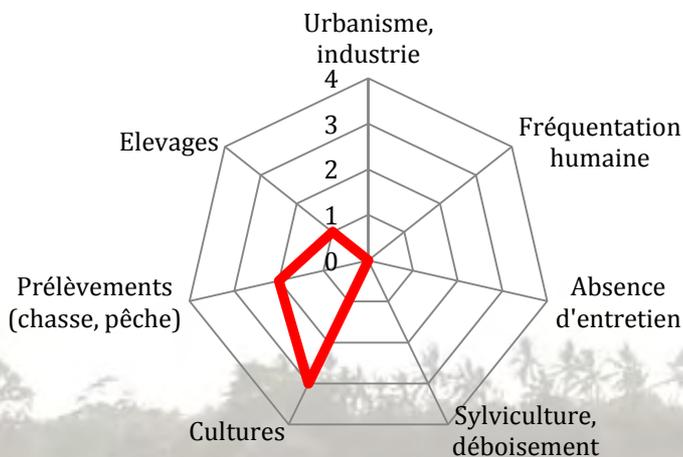 Urbanisme,
industrie
4
3
2
1
0
Fréquentation
humaine
Absence
d'entretien
Sylviculture,
déboisement
Cultures
Prélèvements
(chasse, pêche)
Elevages